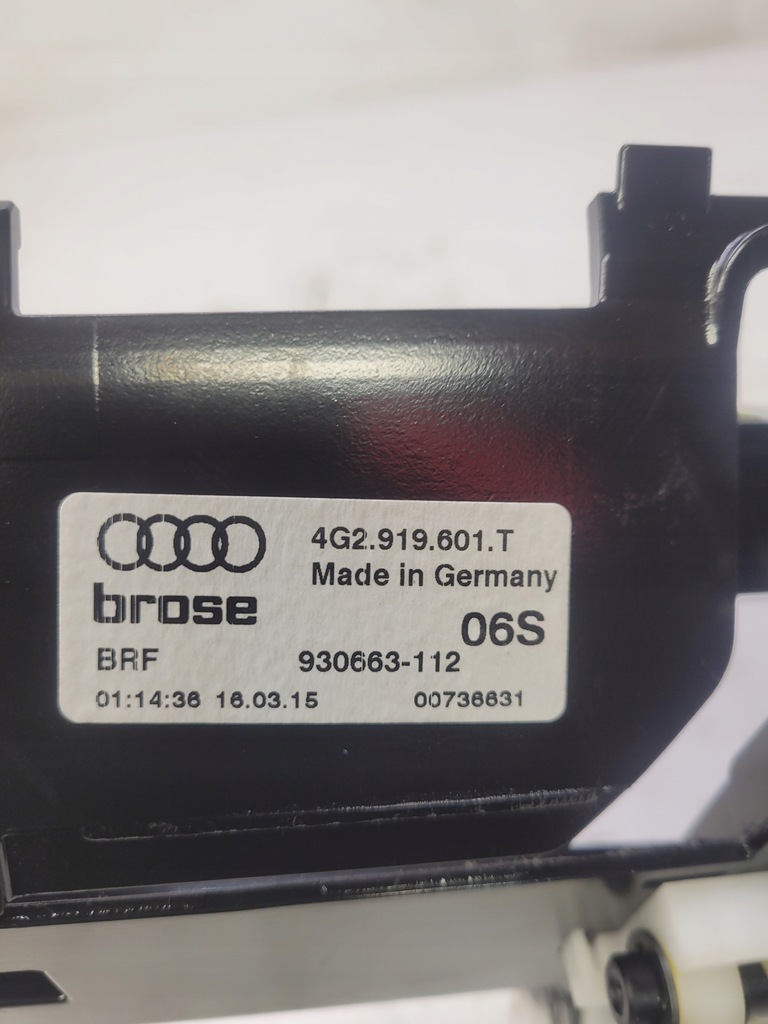 4G2.919.601.T
Made in Germany
brose
06S
BRF 930663-112
01:14:36 16.03.15 00736631